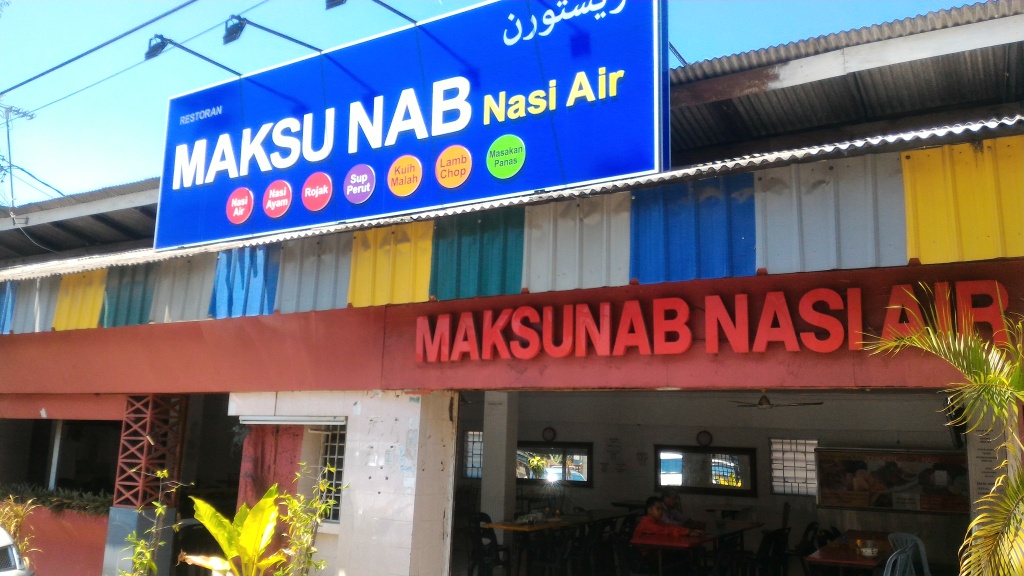 ريستورن
RESTORAN
MAKSU NAB Nasi Air
Nasi
Air
Nasi
Ayam
Rojak
Sup
Perut
Kuih
Malah
Lamb
Chop
Masakan
Panas
MAKSUNAB NASI AIR